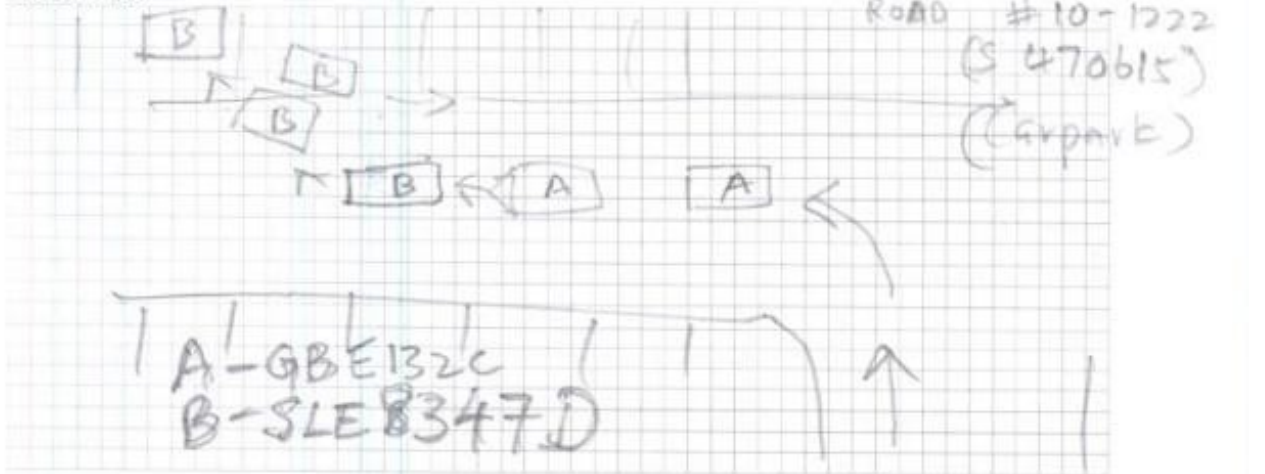 ROAD #10-1222
(S 470615)
(Carpark)
B
B
B
B A A
A-GBE132C
B-SLE8347D